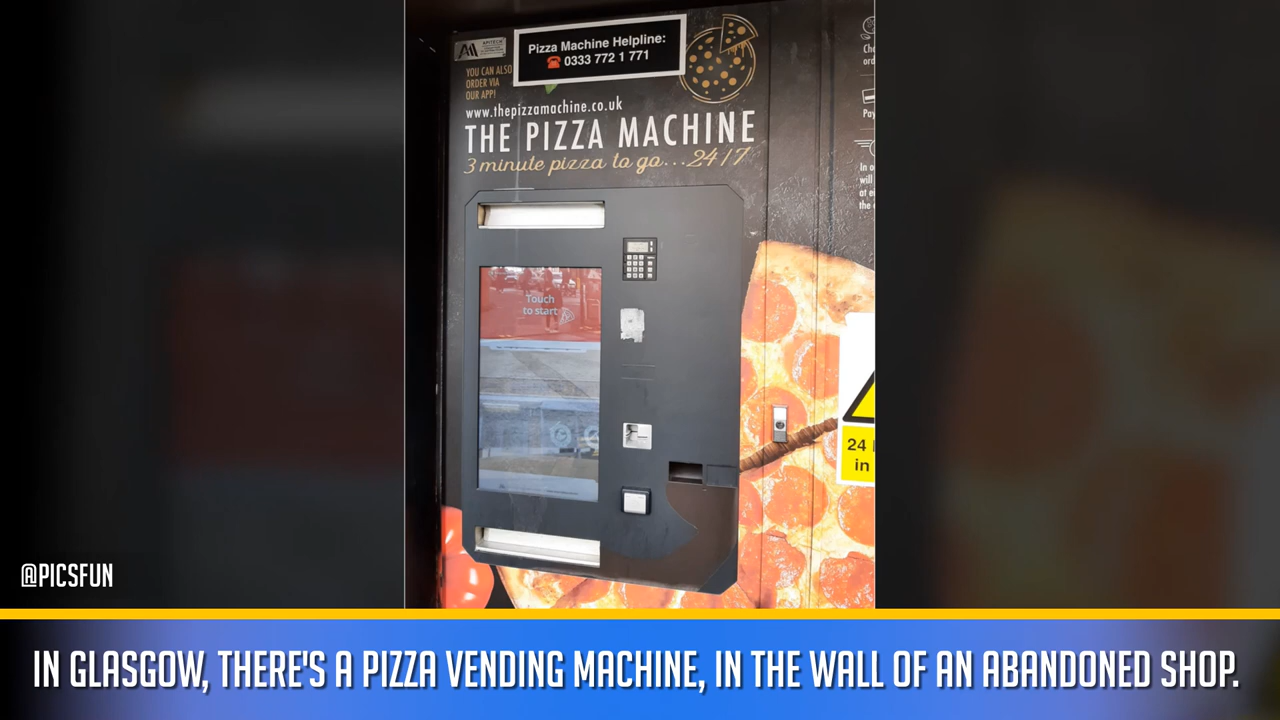 APITECH
YOU CAN ALSO
ORDER VIA
OUR APP!
Pizza Machine Helpline:
☎ 0333 772 1 771
www.thepizzamachine.co.uk
THE PIZZA MACHINE
3 minute pizza to go...24/7
Touch
to start
24
in
@PICSFUN
IN GLASGOW, THERE'S A PIZZA VENDING MACHINE, IN THE WALL OF AN ABANDONED SHOP.